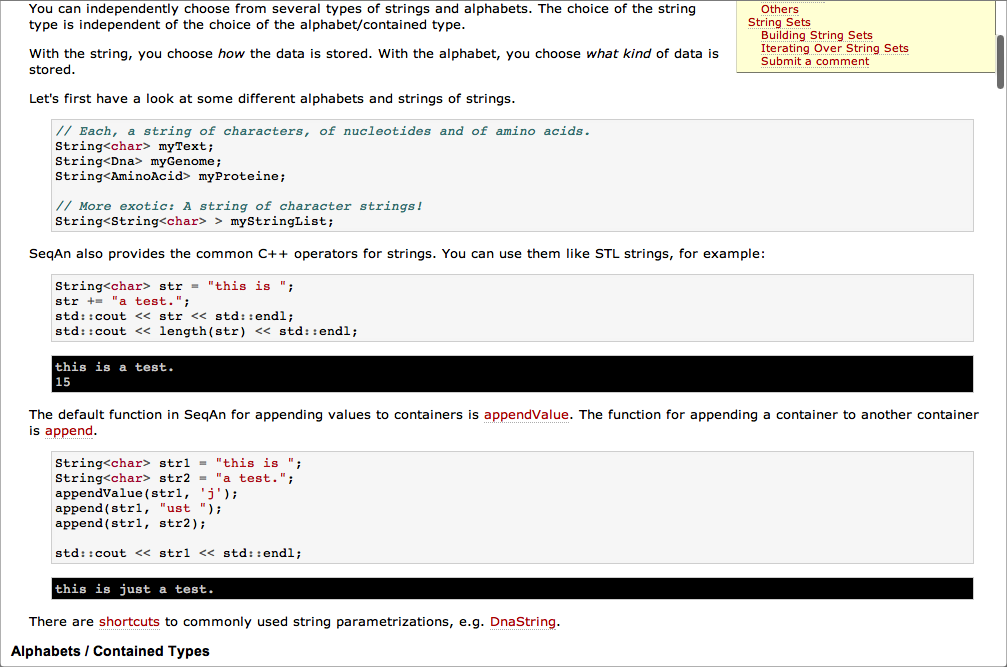 You can independently choose from several types of strings and alphabets. The choice of the string
type is independent of the choice of the alphabet/contained type.
With the string, you choose how the data is stored. With the alphabet, you choose what kind of data is
stored.
Others
String Sets
Building String Sets
Iterating Over String Sets
Submit a comment
Let's first have a look at some different alphabets and strings of strings.
// Each, a string of characters, of nucleotides and of amino acids.
String<char> myText;
String<Dna> myGenome;
String<AminoAcid> myProteine;
// More exotic: A string of character strings!
String<String<char> > myStringList;
SeqAn also provides the common C++ operators for strings. You can use them like STL strings, for example:
String<char> str = "this is ";
str += "a test.";
std::cout << str << std::endl;
std::cout << length(str) << std::endl;
this is a test.
15
The default function in SeqAn for appending values to containers is appendValue. The function for appending a container to another container
is append.
String<char> str1 = "this is ";
String<char> str2 = "a test.";
appendValue(str1, 'j');
append(str1, "ust ");
append(str1, str2);
std::cout << str1 << std::endl;
this is just a test.
There are shortcuts to commonly used string parametrizations, e.g. DnaString.
Alphabets / Contained Types